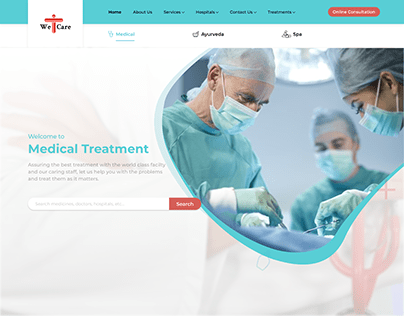 We Care
Home About Us Services Hospitals Contact Us Treatments Online Consultation
Medical Ayurveda Spa
Welcome to
Medical Treatment
Assuring the best treatment with the world class facility
and our caring staff, let us help you with the problems
and treat them as it matters.
Search medicines, doctors, hospitals, etc... Search